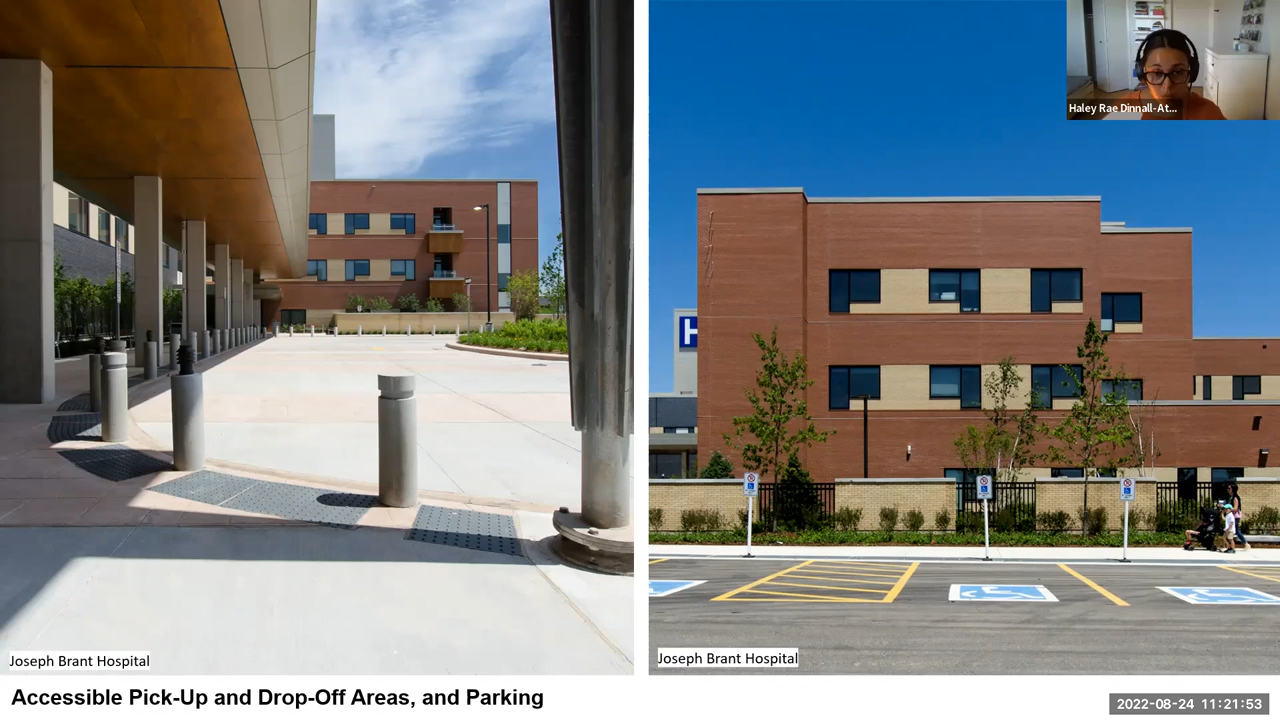 Haley Rae Dinnall-At...
H
Joseph Brant Hospital
Joseph Brant Hospital
Accessible Pick-Up and Drop-Off Areas, and Parking
2022-08-24 11:21:53